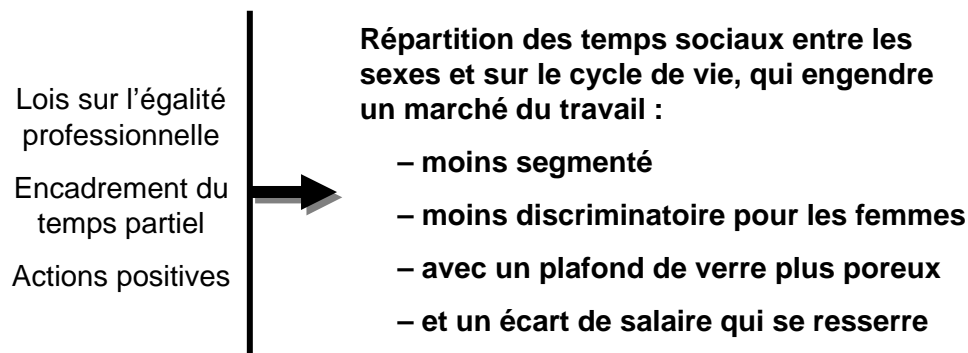 Lois sur l’égalité
professionnelle
Encadrement du
temps partiel
Actions positives
Répartition des temps sociaux entre les
sexes et sur le cycle de vie, qui engendre
un marché du travail :
– moins segmenté
– moins discriminatoire pour les femmes
– avec un plafond de verre plus poreux
– et un écart de salaire qui se resserre